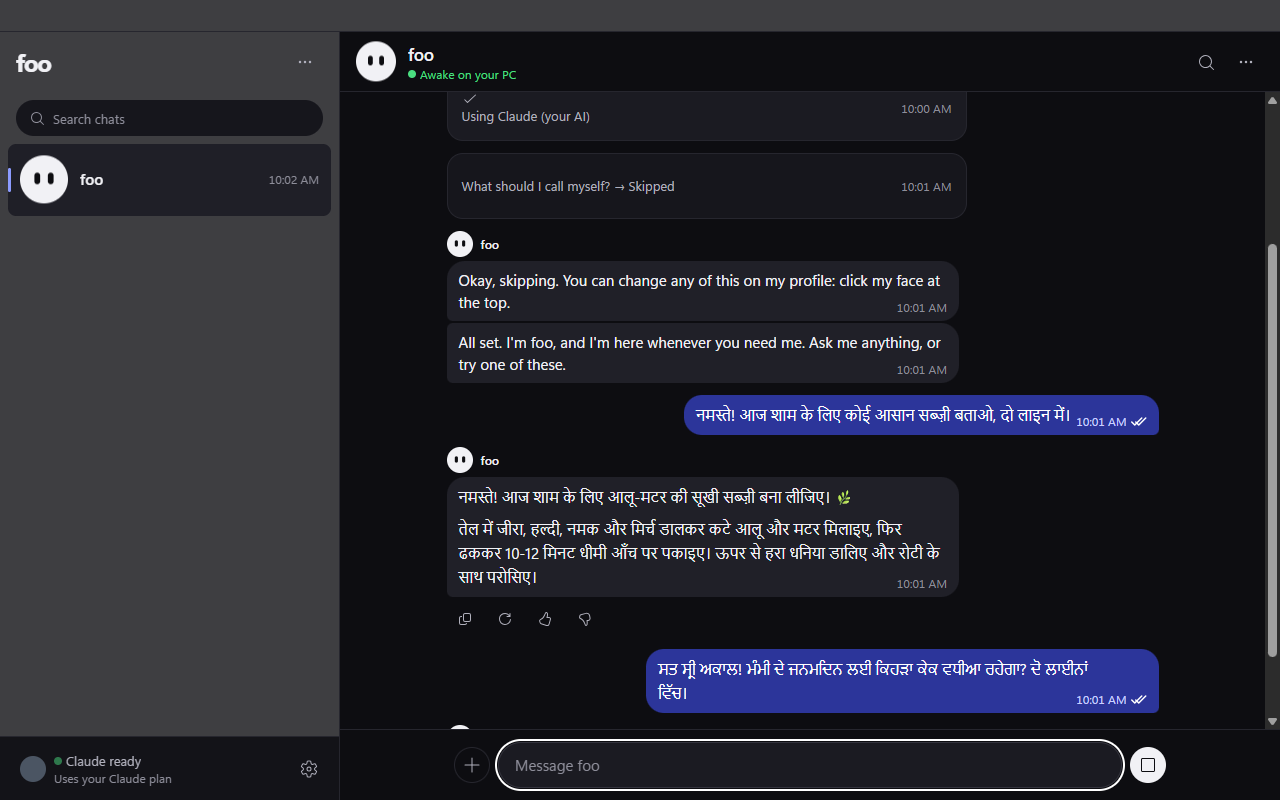 foo
Search chats
foo
10:02 AM
Claude ready
Uses your Claude plan
foo
Awake on your PC
Using Claude (your AI)
10:00 AM
What should I call myself? → Skipped
10:01 AM
foo
Okay, skipping. You can change any of this on my profile: click my face at
the top.
10:01 AM
All set. I'm foo, and I'm here whenever you need me. Ask me anything, or
try one of these.
10:01 AM
नमस्ते! आज शाम के लिए कोई आसान सब्ज़ी बताओ, दो लाइन में।
10:01 AM
foo
नमस्ते! आज शाम के लिए आलू-मटर की सूखी सब्ज़ी बना लीजिए। 🌿
तेल में जीरा, हल्दी, नमक और मिर्च डालकर कटे आलू और मटर मिलाइए, फिर
ढककर 10-12 मिनट धीमी आँच पर पकाइए। ऊपर से हरा धनिया डालिए और रोटी के
साथ परोसिए।
10:01 AM
ਸਤ ਸ੍ਰੀ ਅਕਾਲ! ਮੰਮੀ ਦੇ ਜਨਮਦਿਨ ਲਈ ਕਿਹੜਾ ਕੇਕ ਵਧੀਆ ਰਹੇਗਾ? ਦੋ ਲਾਈਨਾਂ
ਵਿੱਚ।
10:01 AM
Message foo